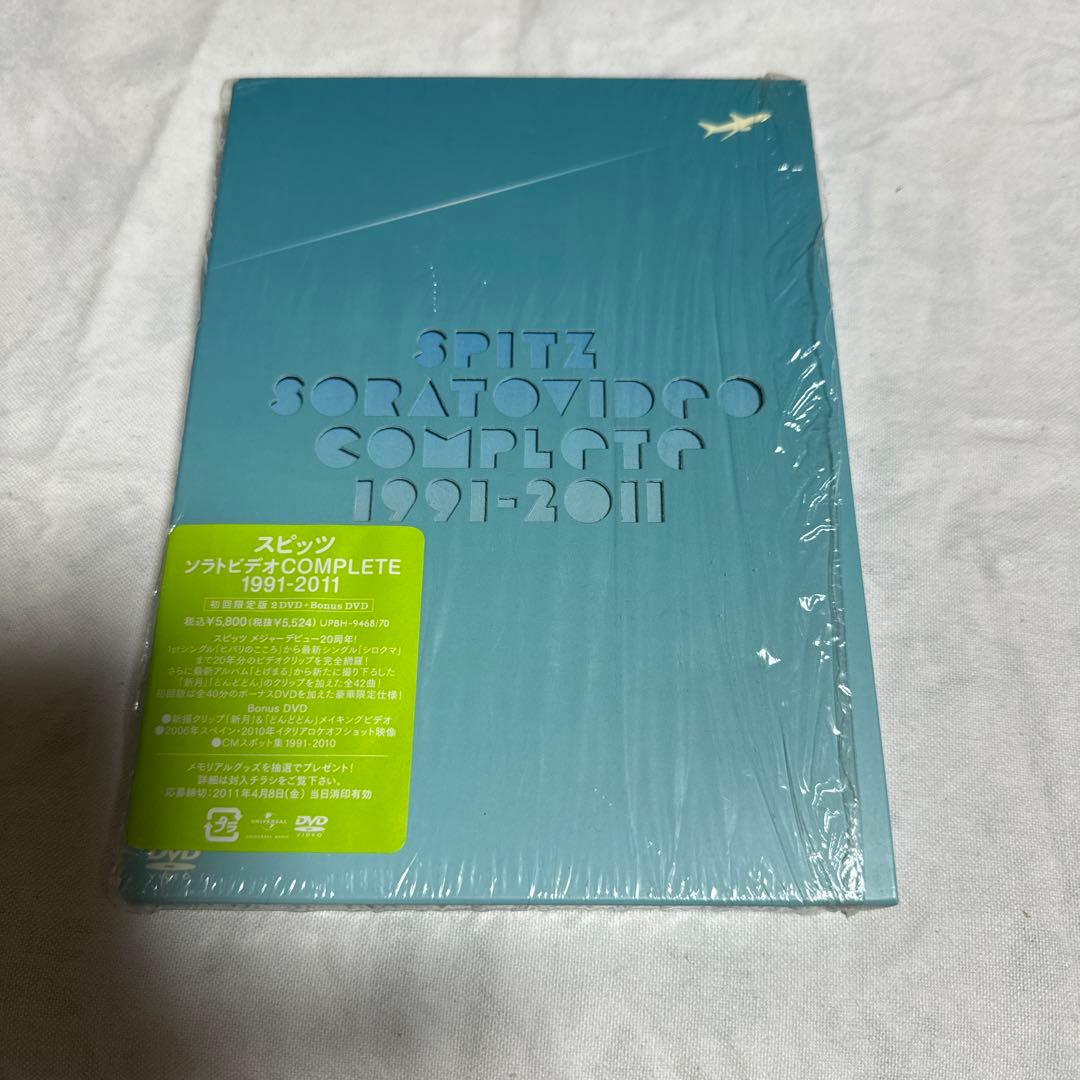 SPITZ
SORATOVIDEO
COMPLETE
1991-2011
スピッツ
ソラトビデオCOMPLETE
1991-2011
初回限定版 2DVD+Bonus DVD
税込¥5,800(税抜¥5,524) UPBH-9468/70
スピッツ メジャーデビュー20周年!
1stシングル「ヒバリのこころ」から最新シングル「シロクマ」
まで20年分のビデオクリップを完全網羅!
さらに最新アルバム「とげまる」から新たに撮り下ろした
「新月」「どんどどん」のクリップを加えた全42曲!
初回盤は全40分のボーナスDVDを加えた豪華限定仕様!
Bonus DVD
●新撮クリップ「新月」&「どんどどん」メイキングビデオ
●2006年スペイン・2010年イタリアロケオフショット映像
●CMスポット集 1991-2010
メモリアルグッズを抽選でプレゼント!
詳細は封入チラシをご覧下さい。
応募締切:2011年4月8日(金) 当日消印有効
プラ
UNIVERSAL
UNIVERSAL MUSIC
DVD
VIDEO
DVD
VIDEO